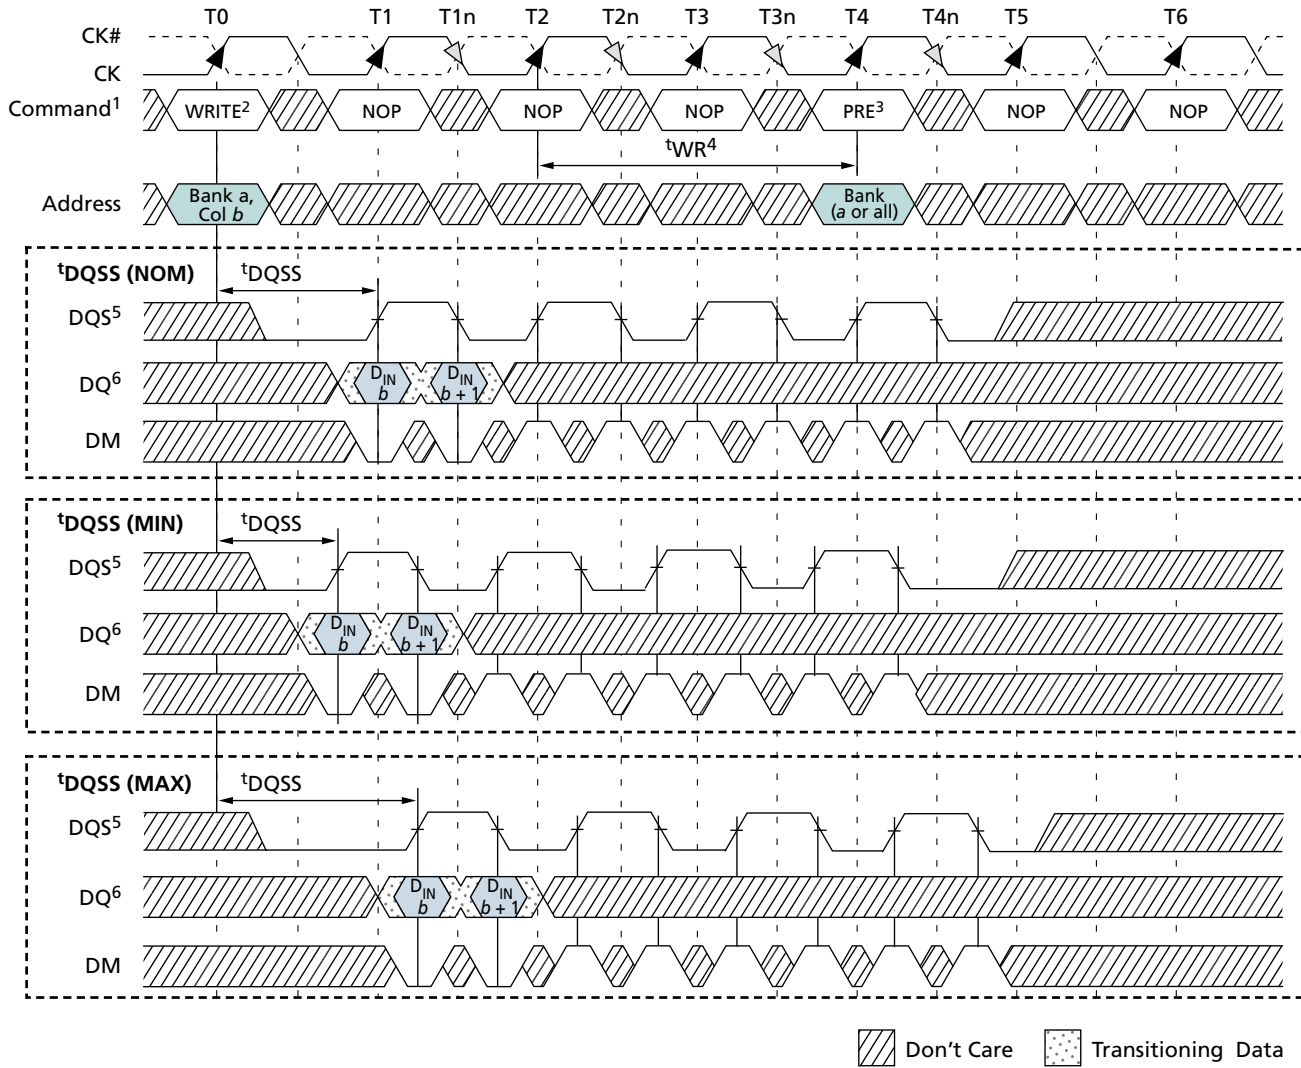 T0 T1 T1n T2 T2n T3 T3n T4 T4n T5 T6
CK#
CK
Command1 WRITE2 NOP NOP NOP PRE3 NOP NOP
tWR4
Address Bank a, Col b Bank (a or all)
tDQSS (NOM) tDQSS
DQS5
DQ6 DIN b DIN b + 1
DM
tDQSS (MIN) tDQSS
DQS5
DQ6 DIN b DIN b + 1
DM
tDQSS (MAX) tDQSS
DQS5
DQ6 DIN b DIN b + 1
DM
Don't Care Transitioning Data